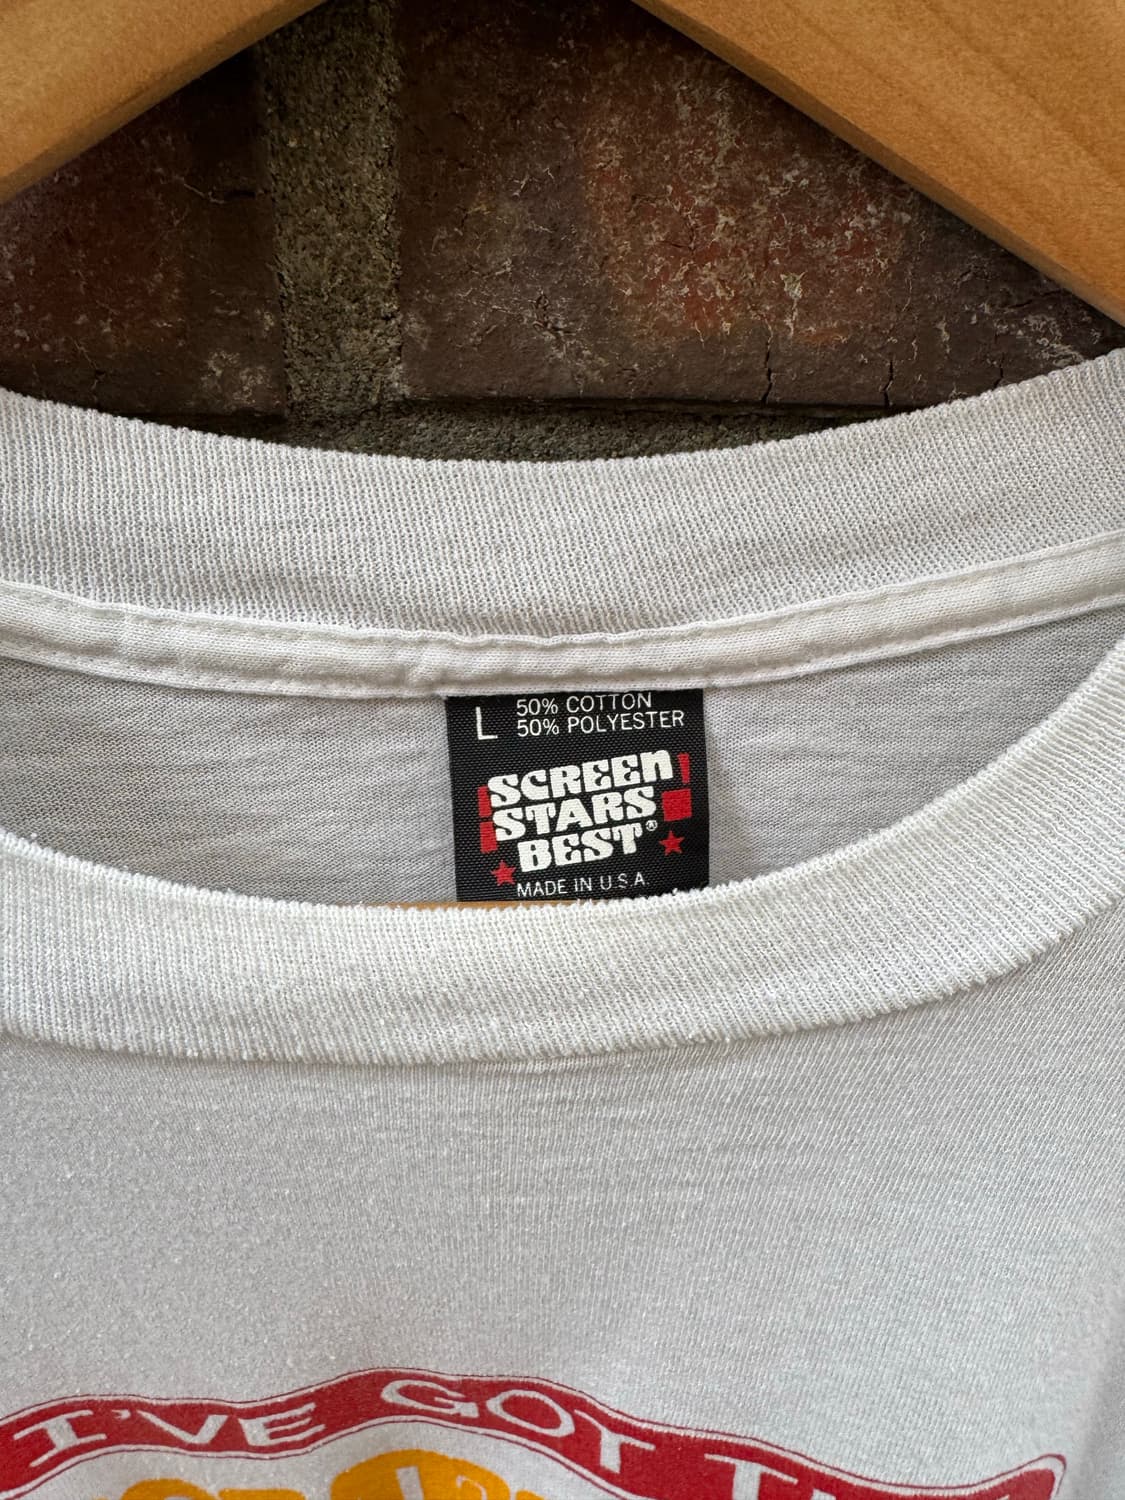 L
50% COTTON
50% POLYESTER
SCREEN
STARS
BEST®
MADE IN U.S.A.
I'VE GOT